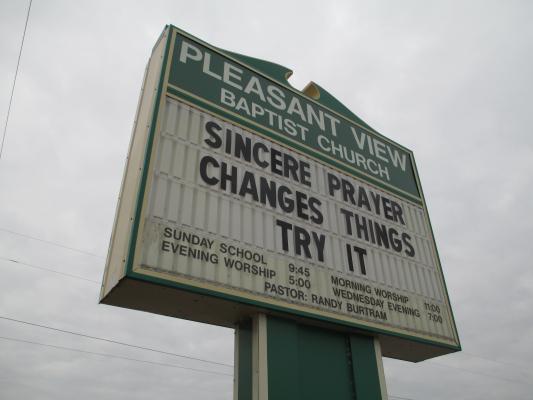 PLEASANT VIEW
BAPTIST CHURCH
SINCERE PRAYER
CHANGES THINGS
TRY IT
SUNDAY SCHOOL 9:45 MORNING WORSHIP 11:00
EVENING WORSHIP 5:00 WEDNESDAY EVENING 7:00
PASTOR: RANDY BURTRAM